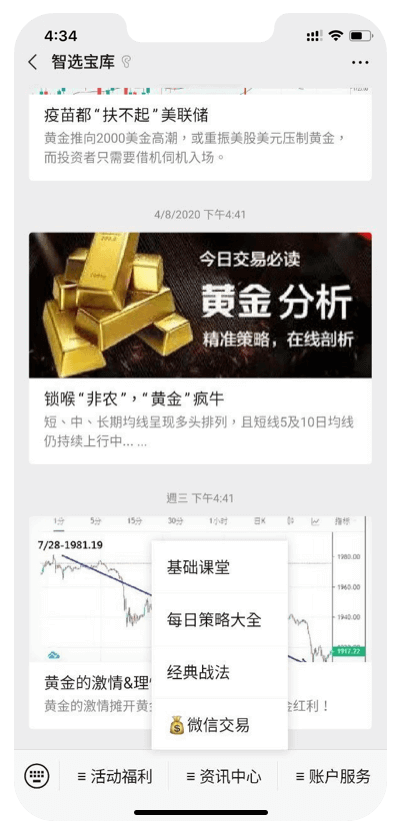 4:34
智选宝库
疫苗都“扶不起”美联储
黄金推向2000美金高潮，或重振美股美元压制黄金，
而投资者只需要借机伺机入场。
4/8/2020 下午4:41
今日交易必读
黄金分析
精准策略，在线剖析
锁喉“非农”，“黄金”疯牛
短、中、长期均线呈现多头排列，且短线5及10日均线
仍持续上行中... ...
週三 下午4:41
1分 5分 15分 30分 1小时 日K 指标
7/28-1981.19
1980.00
1960.00
1940.00
1917.22
基础课堂
每日策略大全
经典战法
微信交易
黄金的激情&理
黄金的激情摊开黄 金红利！
≡ 活动福利 ≡ 资讯中心 ≡ 账户服务